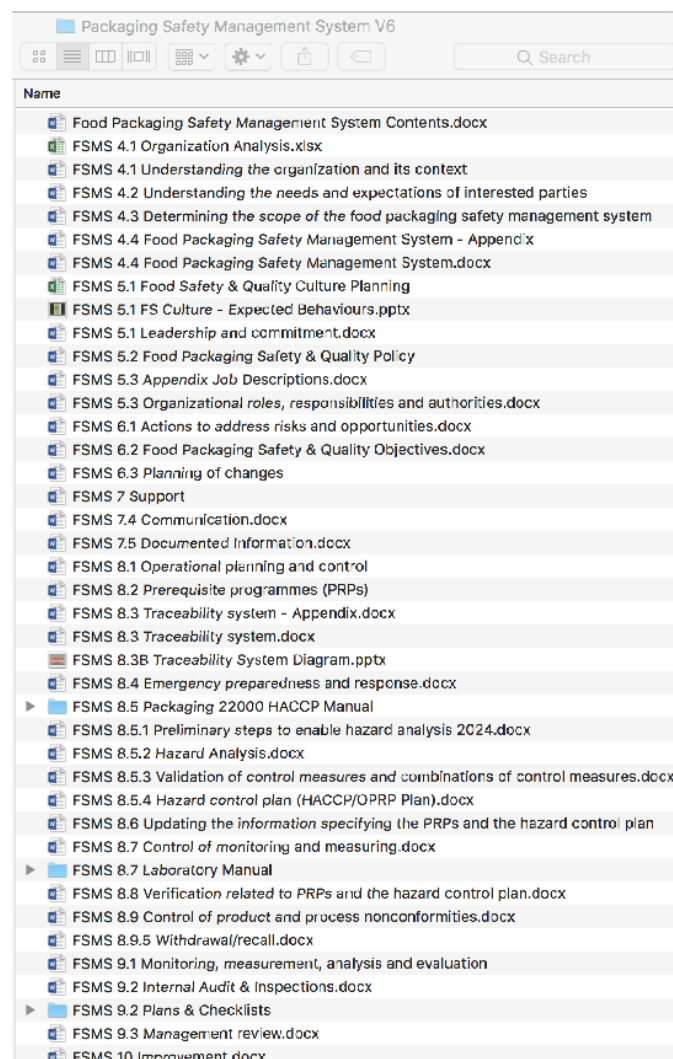 Packaging Safety Management System V6
Search
Name
Food Packaging Safety Management System Contents.docx
FSMS 4.1 Organization Analysis.xlsx
FSMS 4.1 Understanding the organization and its context
FSMS 4.2 Understanding the needs and expectations of interested parties
FSMS 4.3 Determining the scope of the food packaging safety management system
FSMS 4.4 Food Packaging Safety Management System - Appendix
FSMS 4.4 Food Packaging Safety Management System.docx
FSMS 5.1 Food Safety & Quality Culture Planning
FSMS 5.1 FS Culture - Expected Behaviours.pptx
FSMS 5.1 Leadership and commitment.docx
FSMS 5.2 Food Packaging Safety & Quality Policy
FSMS 5.3 Appendix Job Descriptions.docx
FSMS 5.3 Organizational roles, responsibilities and authorities.docx
FSMS 6.1 Actions to address risks and opportunities.docx
FSMS 6.2 Food Packaging Safety & Quality Objectives.docx
FSMS 6.3 Planning of changes
FSMS 7 Support
FSMS 7.4 Communication.docx
FSMS 7.5 Documented Information.docx
FSMS 8.1 Operational planning and control
FSMS 8.2 Prerequisite programmes (PRPs)
FSMS 8.3 Traceability system - Appendix.docx
FSMS 8.3 Traceability system.docx
FSMS 8.3B Traceability System Diagram.pptx
FSMS 8.4 Emergency preparedness and response.docx
FSMS 8.5 Packaging 22000 HACCP Manual
FSMS 8.5.1 Preliminary steps to enable hazard analysis 2024.docx
FSMS 8.5.2 Hazard Analysis.docx
FSMS 8.5.3 Validation of control measures and combinations of control measures.docx
FSMS 8.5.4 Hazard control plan (HACCP/OPRP Plan).docx
FSMS 8.6 Updating the information specifying the PRPs and the hazard control plan
FSMS 8.7 Control of monitoring and measuring.docx
FSMS 8.7 Laboratory Manual
FSMS 8.8 Verification related to PRPs and the hazard control plan.docx
FSMS 8.9 Control of product and process nonconformities.docx
FSMS 8.9.5 Withdrawal/recall.docx
FSMS 9.1 Monitoring, measurement, analysis and evaluation
FSMS 9.2 Internal Audit & Inspections.docx
FSMS 9.2 Plans & Checklists
FSMS 9.3 Management review.docx
FSMS 10 Improvement.docx